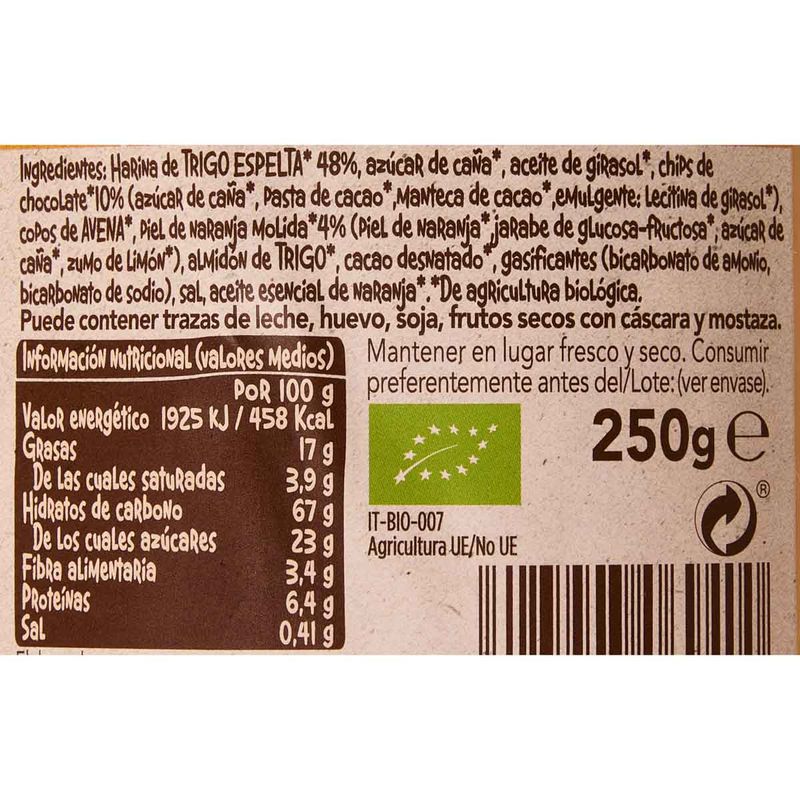 Ingredientes: Harina de TRIGO ESPELTA* 48%, azúcar de caña*, aceite de girasol*, chips de
chocolate*10% (azúcar de caña*, pasta de cacao*,manteca de cacao*,emulgente: Lecitina de girasol*),
copos de AVENA*, piel de naranja molida*4% (piel de naranja*,jarabe de glucosa-fructosa*, azúcar de
caña*, zumo de limón*), almidón de TRIGO*, cacao desnatado*, gasificantes (bicarbonato de amonio,
bicarbonato de sodio), sal, aceite esencial de naranja*.*De agricultura biológica.
Puede contener trazas de leche, huevo, soja, frutos secos con cáscara y mostaza.
Información nutricional (valores medios)
por 100 g
Valor energético 1925 kJ / 458 kcal
Grasas 17 g
De las cuales saturadas 3,9 g
Hidratos de carbono 67 g
De los cuales azúcares 23 g
Fibra alimentaria 3,4 g
Proteínas 6,4 g
Sal 0,41 g
Mantener en lugar fresco y seco. Consumir
preferentemente antes del/Lote: (ver envase).
250g e
®
IT-BIO-007
Agricultura UE/No UE